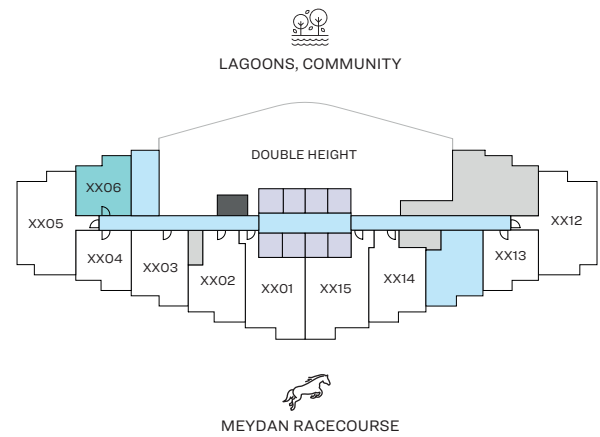 LAGOONS, COMMUNITY
DOUBLE HEIGHT
XX06
XX05
XX12
XX04
XX03
XX02
XX01
XX15
XX14
XX13
MEYDAN RACECOURSE